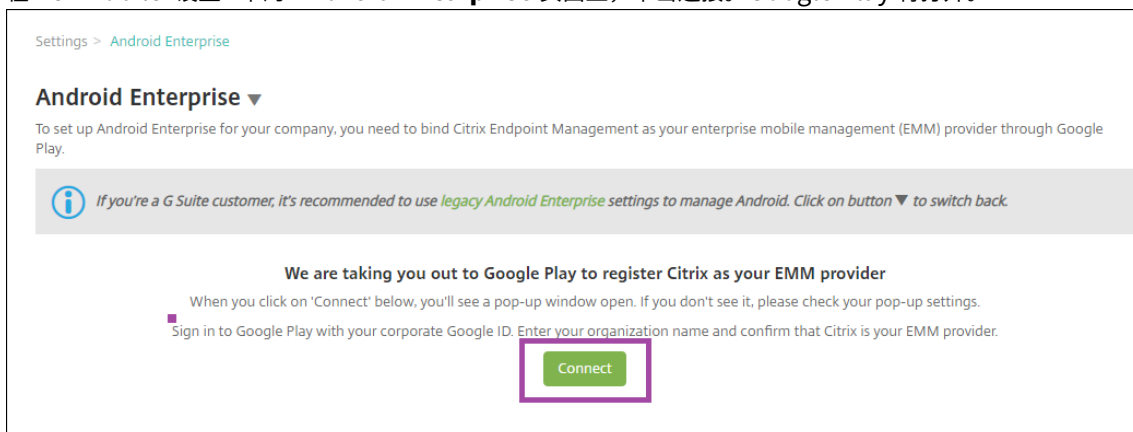 Settings > Android Enterprise
Android Enterprise ▼
To set up Android Enterprise for your company, you need to bind Citrix Endpoint Management as your enterprise mobile management (EMM) provider through Google
Play.
If you're a G Suite customer, it's recommended to use legacy Android Enterprise settings to manage Android. Click on button ▼ to switch back.
We are taking you out to Google Play to register Citrix as your EMM provider
When you click on 'Connect' below, you'll see a pop-up window open. If you don't see it, please check your pop-up settings.
Sign in to Google Play with your corporate Google ID. Enter your organization name and confirm that Citrix is your EMM provider.
Connect